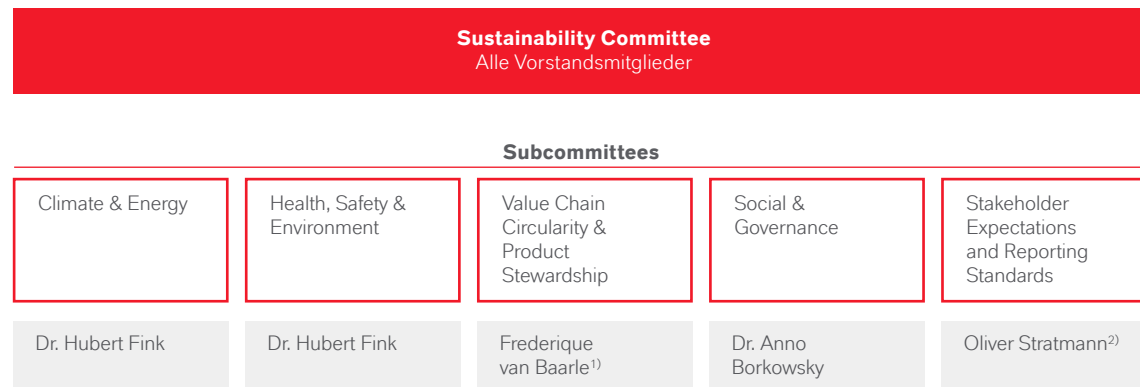 Sustainability Committee
Alle Vorstandsmitglieder
Subcommittees
Climate & Energy
Health, Safety &
Environment
Value Chain
Circularity &
Product
Stewardship
Social &
Governance
Stakeholder
Expectations
and Reporting
Standards
Dr. Hubert Fink
Dr. Hubert Fink
Frederique
van Baarle1)
Dr. Anno
Borkowsky
Oliver Stratmann2)